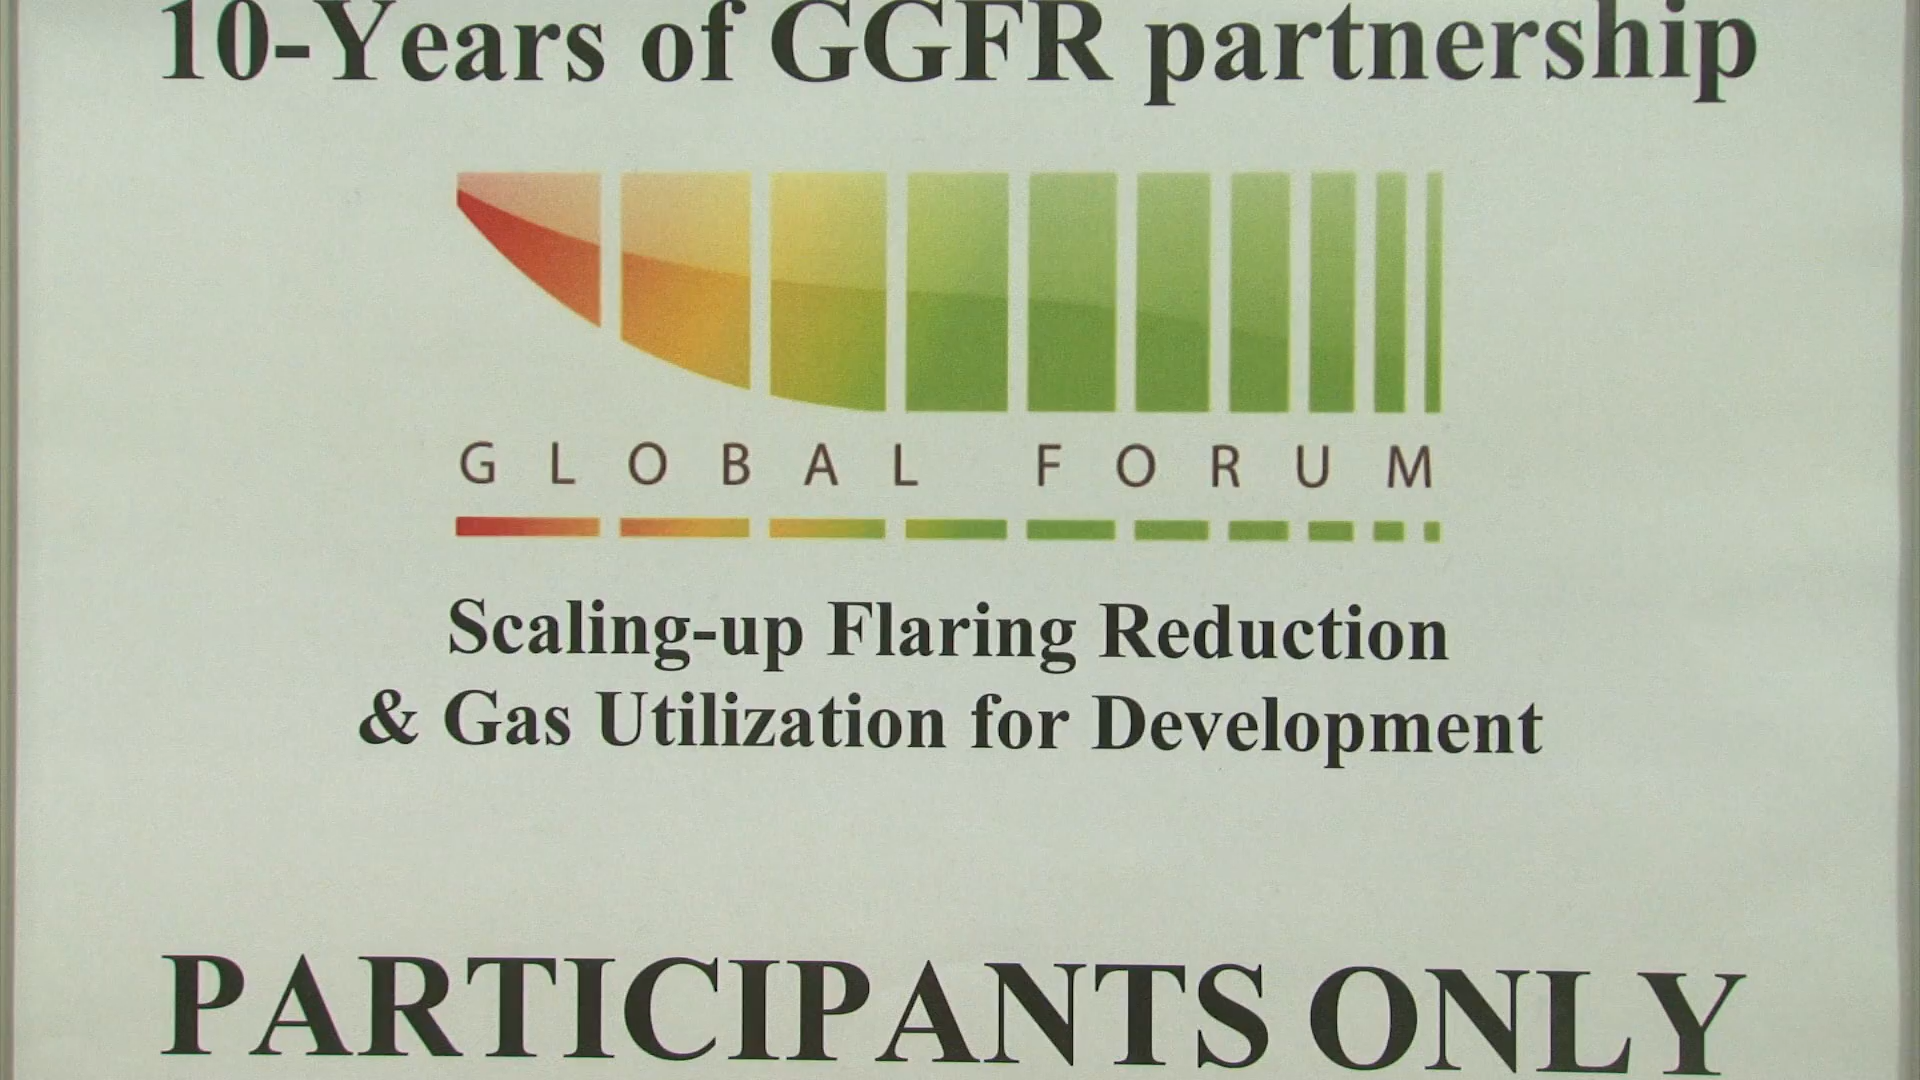 10-Years of GGFR partnership
GLOBAL FORUM
Scaling-up Flaring Reduction
& Gas Utilization for Development
PARTICIPANTS ONLY